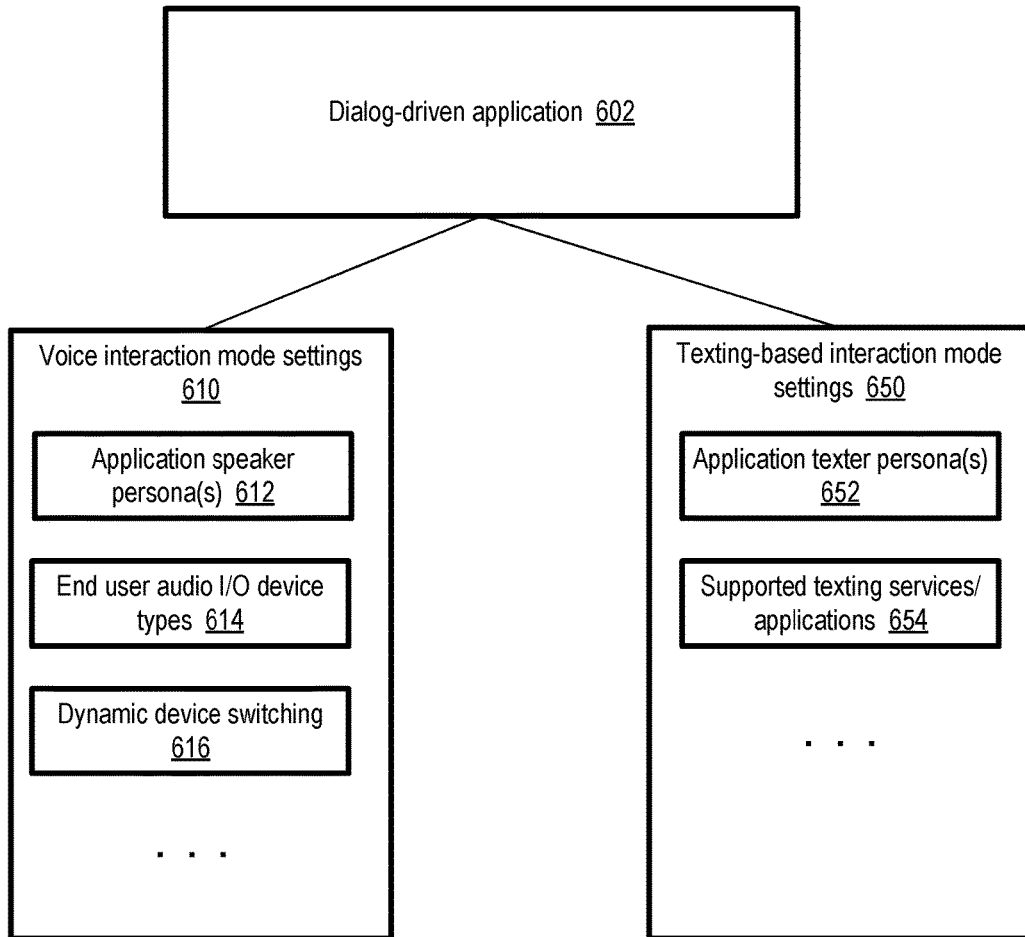 Dialog-driven application 602
Voice interaction mode settings
610
Application speaker
persona(s) 612
End user audio I/O device
types 614
Dynamic device switching
616
. . .
Texting-based interaction mode
settings 650
Application texter persona(s)
652
Supported texting services/
applications 654
. . .